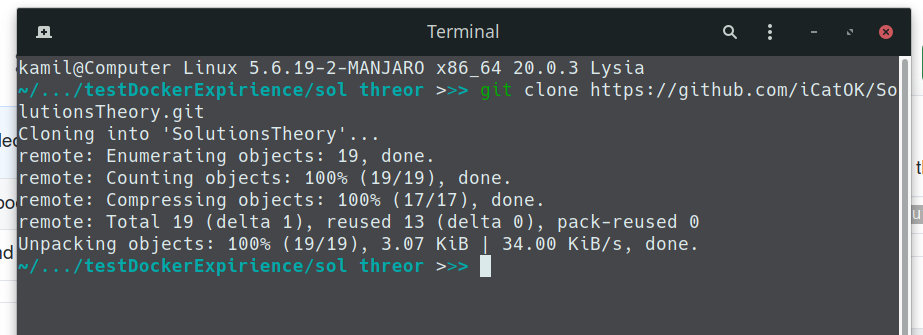 Terminal
kamil@Computer Linux 5.6.19-2-MANJARO x86_64 20.0.3 Lysia
~/.../testDockerExpirience/sol threor >>> git clone https://github.com/iCatOK/So
lutionsTheory.git
Cloning into 'SolutionsTheory'...
remote: Enumerating objects: 19, done.
remote: Counting objects: 100% (19/19), done.
remote: Compressing objects: 100% (17/17), done.
remote: Total 19 (delta 1), reused 13 (delta 0), pack-reused 0
Unpacking objects: 100% (19/19), 3.07 KiB | 34.00 KiB/s, done.
~/.../testDockerExpirience/sol threor >>>